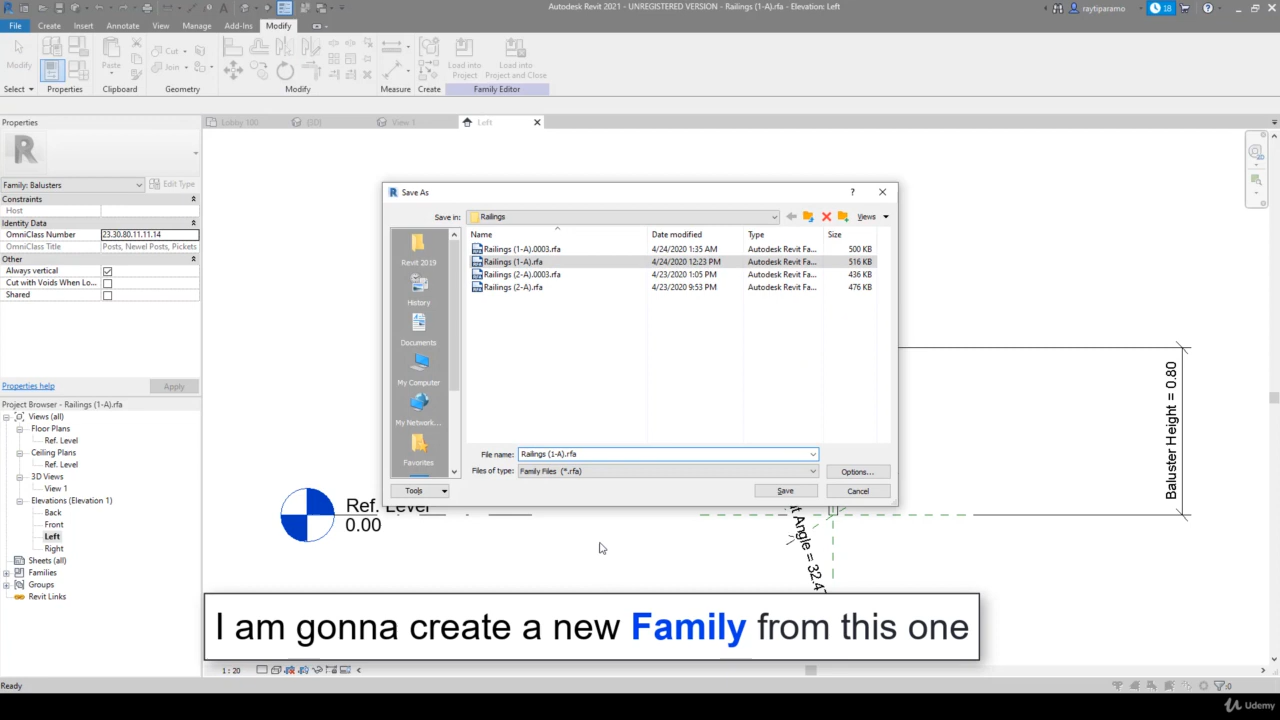 Autodesk Revit 2021 - UNREGISTERED VERSION - Railings (1-A).rfa - Elevation: Left
raytiparamo
18
File Create Insert Annotate View Manage Add-Ins Modify
Modify
Paste
Cut
Join
Load into
Project
Load into
Project and Close
Select Properties Clipboard Geometry Modify Measure Create Family Editor
Properties
Lobby 100
{3D}
View 1
Left
Family: Balusters
Edit Type
Constraints
Host
Identity Data
OmniClass Number 23.30.80.11.11.14
OmniClass Title Posts, Newel Posts, Pickets
Other
Always vertical
Cut with Voids When Lo...
Shared
Properties help
Apply
Project Browser - Railings (1-A).rfa
Views (all)
Floor Plans
Ref. Level
Ceiling Plans
Ref. Level
3D Views
View 1
Elevations (Elevation 1)
Back
Front
Left
Right
Sheets (all)
Families
Groups
Revit Links
Save As
Save in: Railings
Views
Name Date modified Type Size
Railings (1-A).0003.rfa 4/24/2020 1:35 AM Autodesk Revit Fa... 500 KB
Railings (1-A).rfa 4/24/2020 12:23 PM Autodesk Revit Fa... 516 KB
Railings (2-A).0003.rfa 4/23/2020 1:05 PM Autodesk Revit Fa... 436 KB
Railings (2-A).rfa 4/23/2020 9:53 PM Autodesk Revit Fa... 476 KB
Revit 2019
History
Documents
My Computer
My Network...
Favorites
File name: Railings (1-A).rfa
Files of type: Family Files (*.rfa)
Options...
Tools
Save
Cancel
Ref. Level
0.00
Baluster Height = 0.80
Angle = 32.4
I am gonna create a new Family from this one
1 : 20
Ready
:0
Udemy